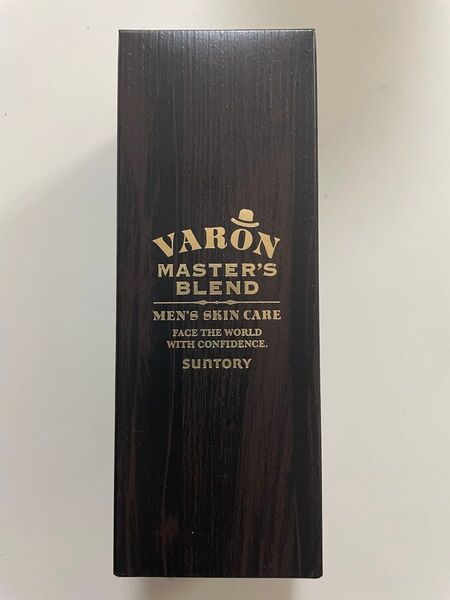 VARON
MASTER'S
BLEND
MEN'S SKIN CARE
FACE THE WORLD
WITH CONFIDENCE.
SUNTORY